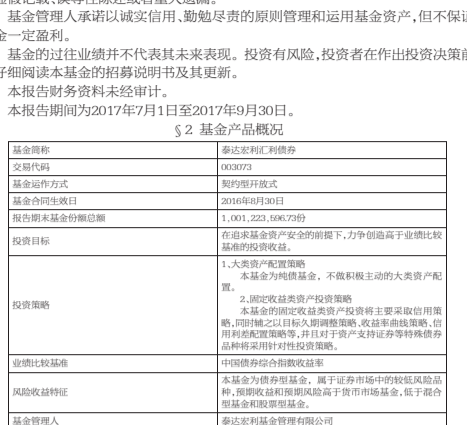 基金管理人承诺以诚实信用、勤勉尽责的原则管理和运用基金资产，但不保证
金一定盈利。
基金的过往业绩并不代表其未来表现。投资有风险，投资者在作出投资决策前
仔细阅读本基金的招募说明书及其更新。
本报告财务资料未经审计。
本报告期间为2017年7月1日至2017年9月30日。
§2 基金产品概况
基金简称 泰达宏利汇利债券
交易代码 003073
基金运作方式 契约型开放式
基金合同生效日 2016年8月30日
报告期末基金份额总额 1,001,223,596.73份
投资目标
在追求基金资产安全的前提下,力争创造高于业绩比较
基准的投资收益。
投资策略
1、大类资产配置策略
本基金为纯债基金，不做积极主动的大类资产配
置。
2、固定收益类资产投资策略
本基金的固定收益类资产投资将主要采取信用策
略,同时辅之以目标久期调整策略、收益率曲线策略、信
用利差配置策略等,并且对于资产支持证券等特殊债券
品种将采用针对性投资策略。
业绩比较基准 中国债券综合指数收益率
风险收益特征
本基金为债券型基金，属于证券市场中的较低风险品
种,预期收益和预期风险高于货币市场基金,低于混合
型基金和股票型基金。
基金管理人 泰达宏利基金管理有限公司